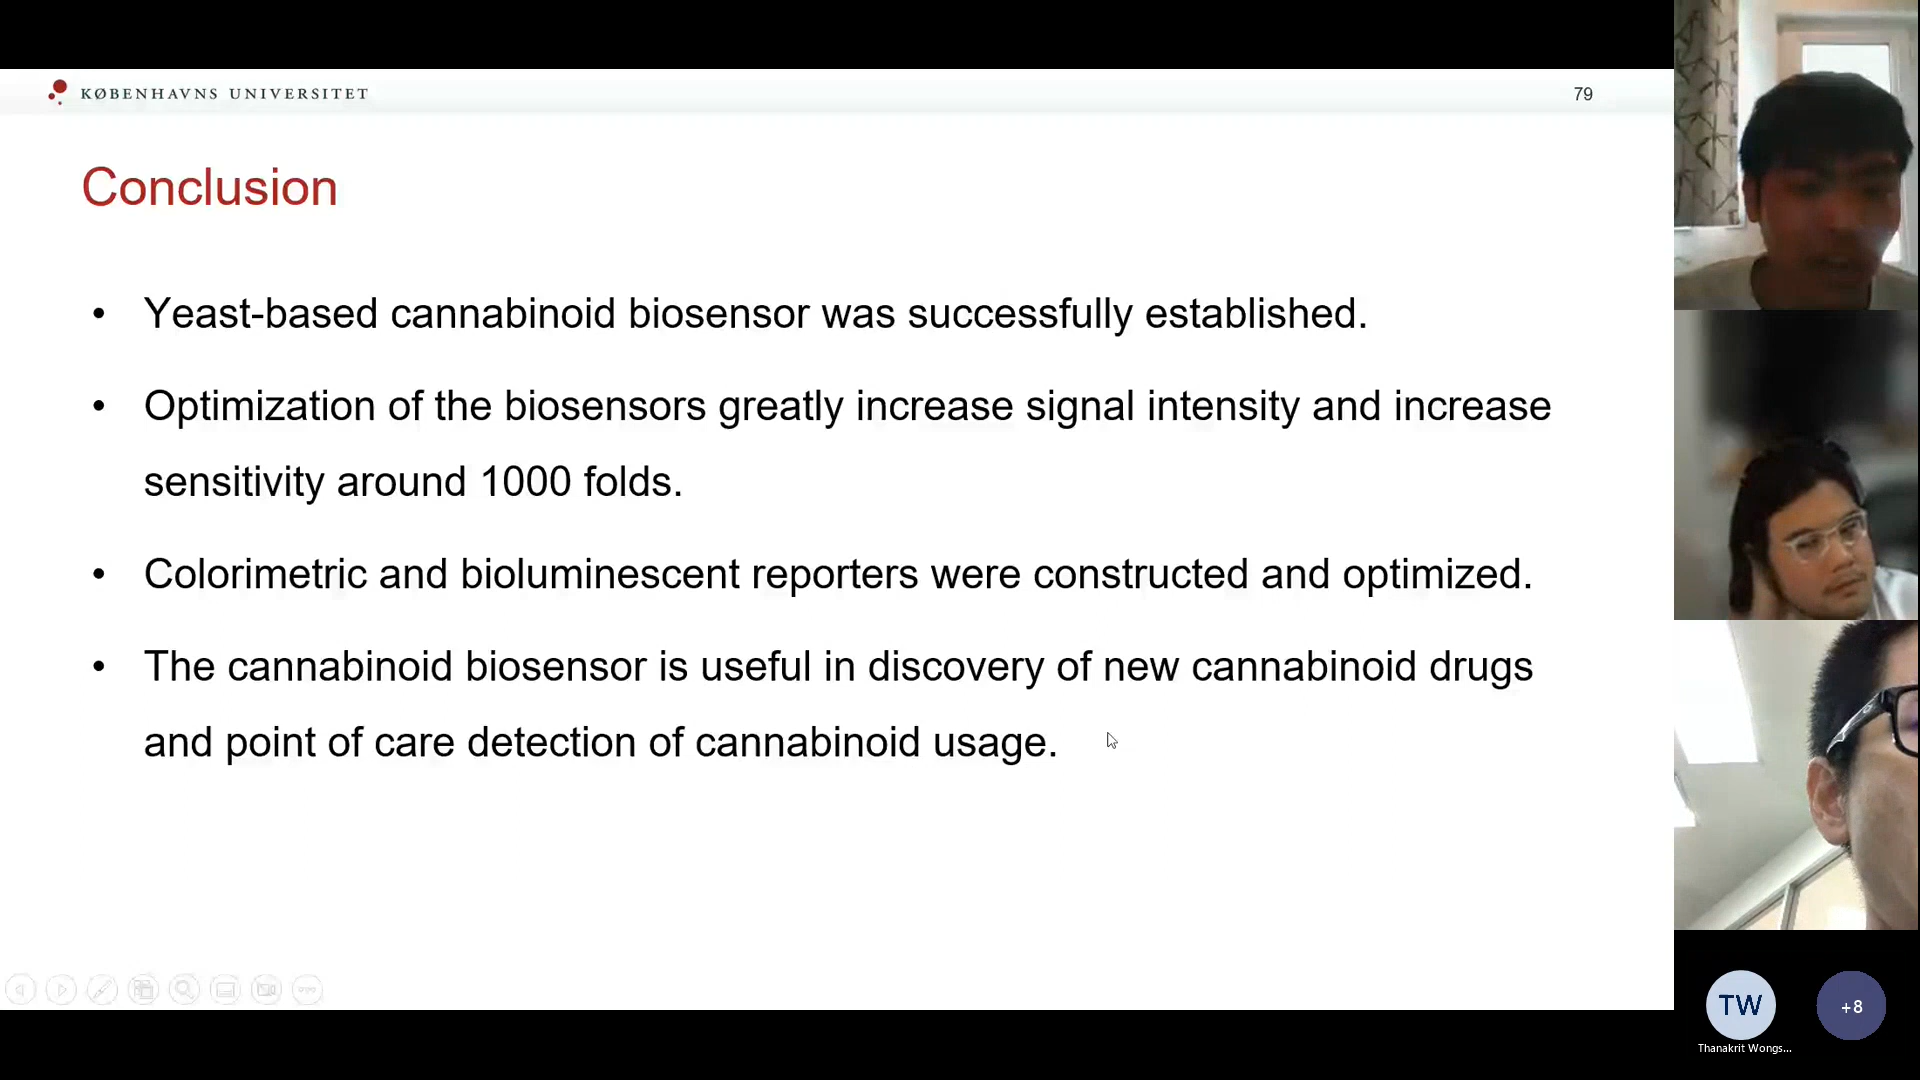 KØBENHAVNS UNIVERSITET
79
Conclusion
• Yeast-based cannabinoid biosensor was successfully established.
• Optimization of the biosensors greatly increase signal intensity and increase
sensitivity around 1000 folds.
• Colorimetric and bioluminescent reporters were constructed and optimized.
• The cannabinoid biosensor is useful in discovery of new cannabinoid drugs
and point of care detection of cannabinoid usage.
TW
+8
Thanakrit Wongs...